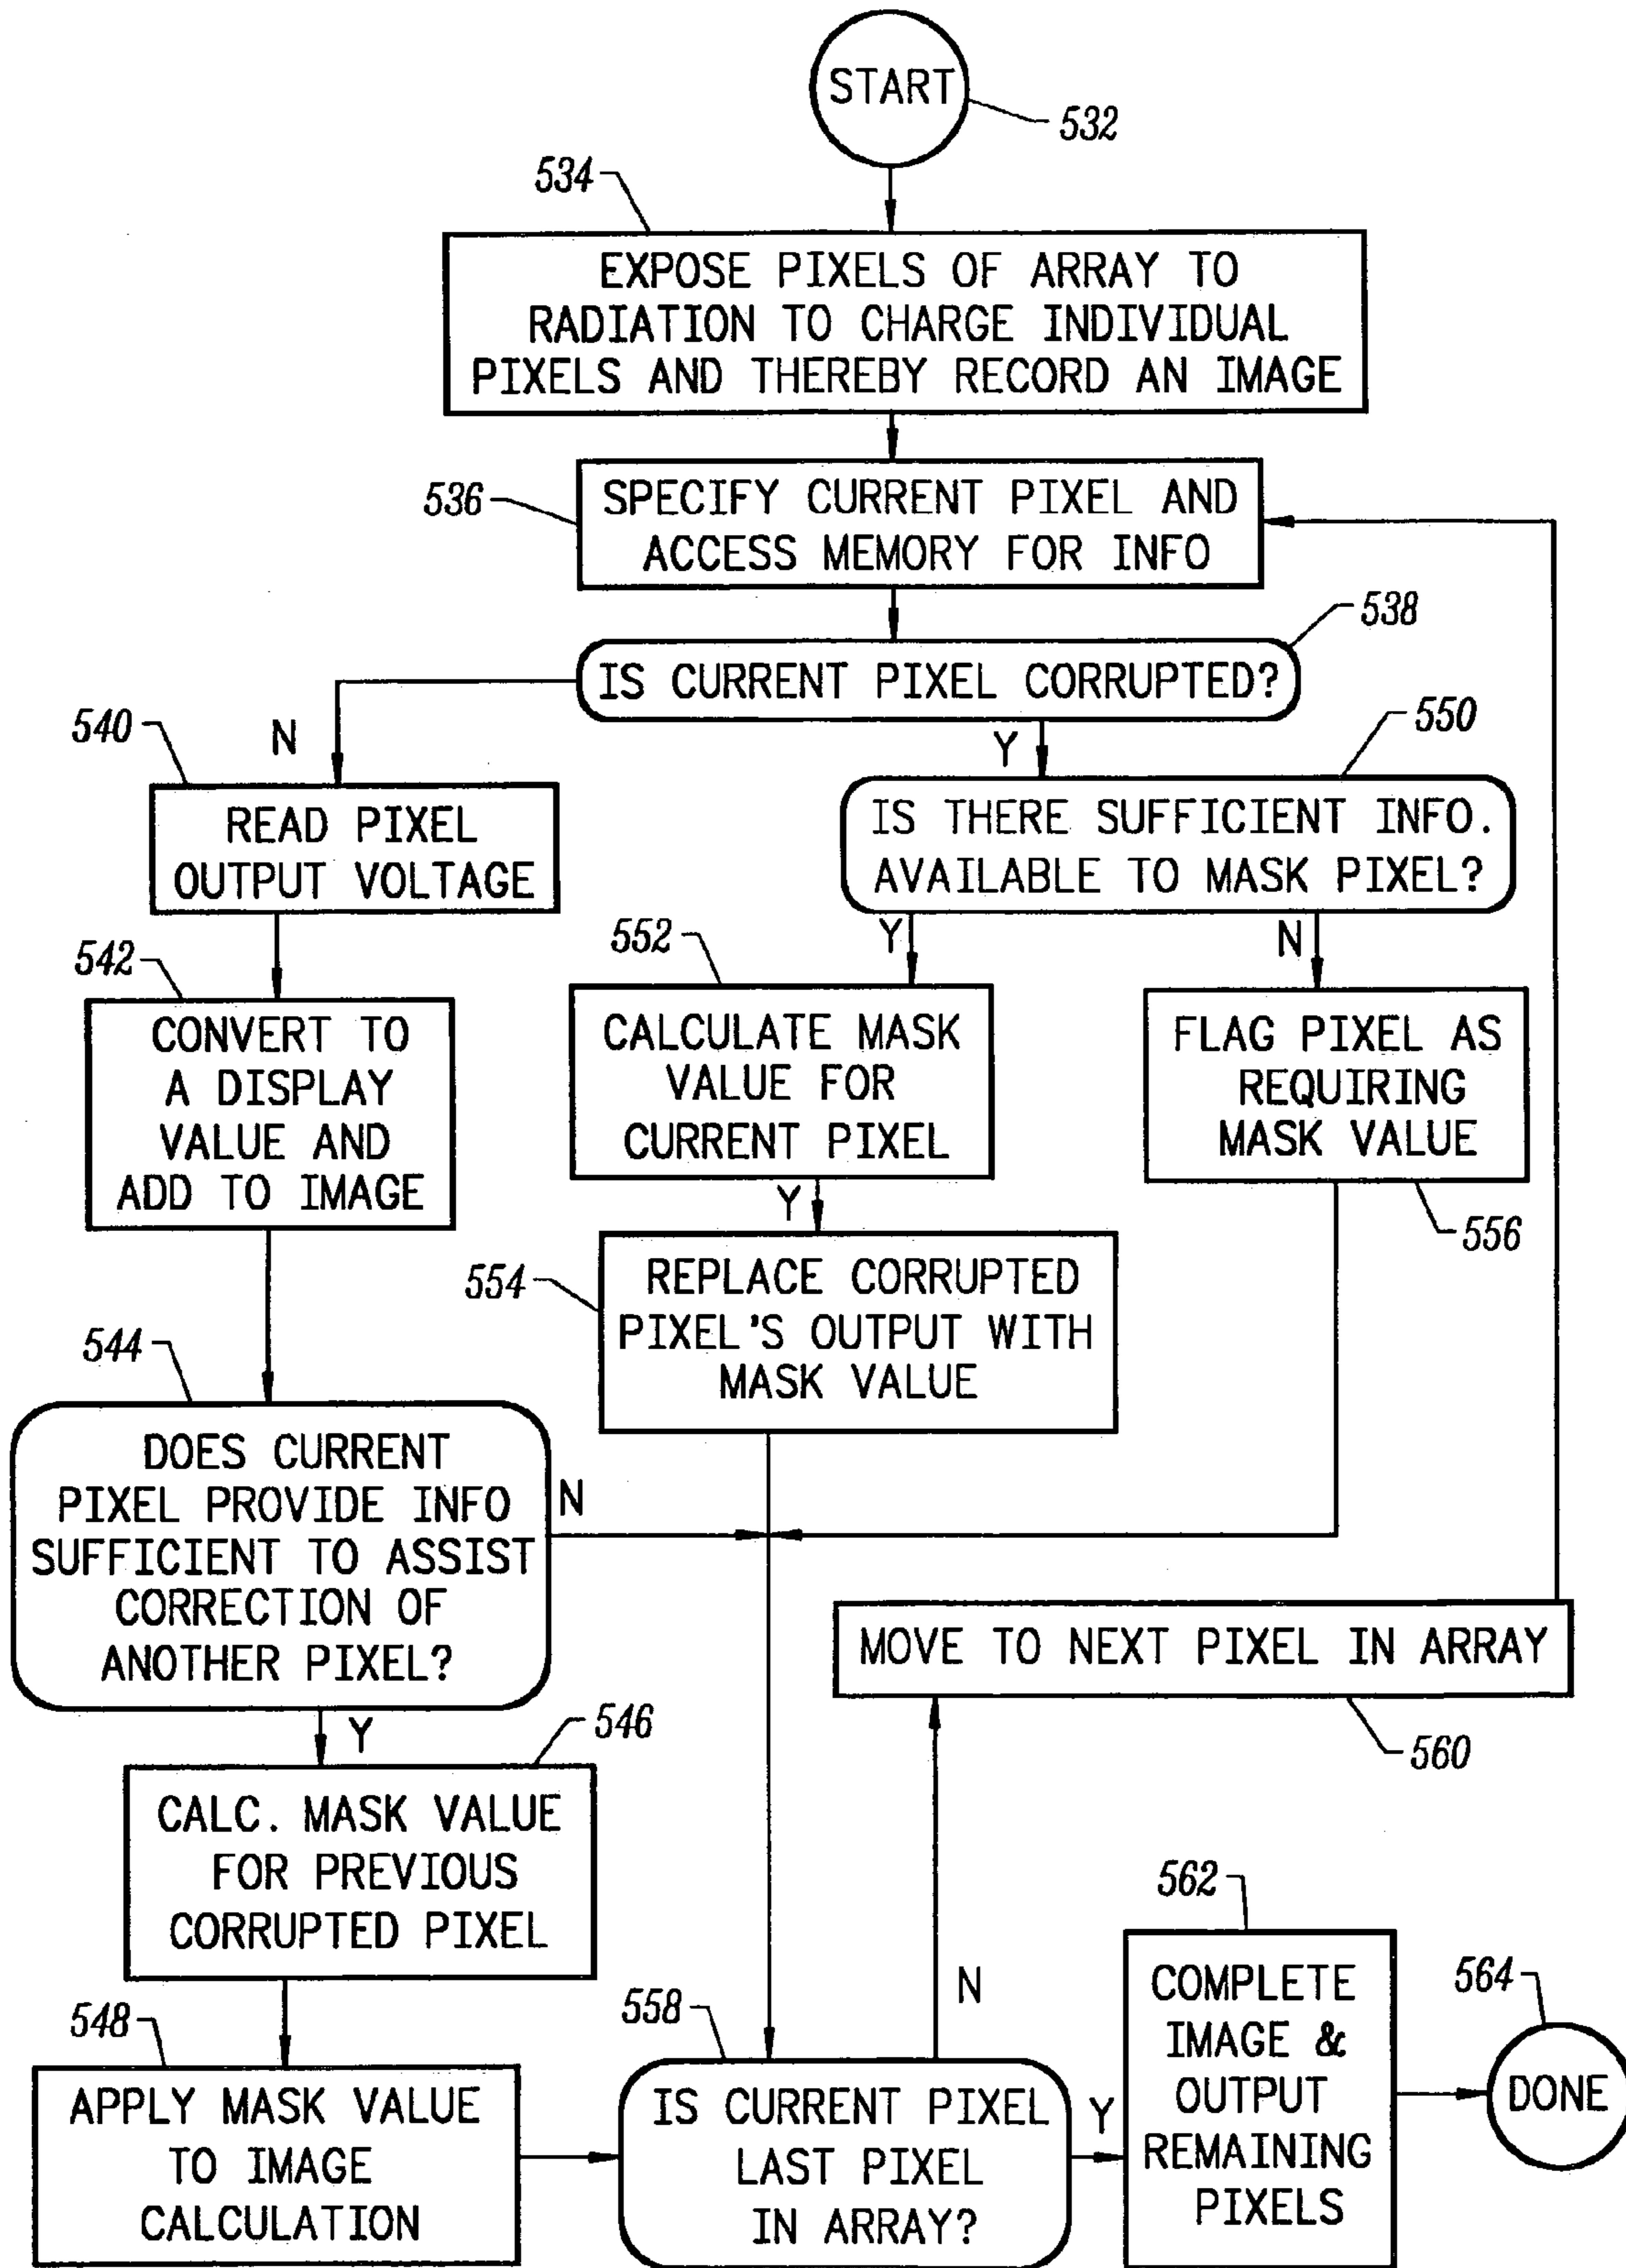 START
532
534
EXPOSE PIXELS OF ARRAY TO
RADIATION TO CHARGE INDIVIDUAL
PIXELS AND THEREBY RECORD AN IMAGE
536
SPECIFY CURRENT PIXEL AND
ACCESS MEMORY FOR INFO
538
IS CURRENT PIXEL CORRUPTED?
N
Y
540
READ PIXEL
OUTPUT VOLTAGE
550
IS THERE SUFFICIENT INFO.
AVAILABLE TO MASK PIXEL?
Y
N
542
CONVERT TO
A DISPLAY
VALUE AND
ADD TO IMAGE
552
CALCULATE MASK
VALUE FOR
CURRENT PIXEL
Y
FLAG PIXEL AS
REQUIRING
MASK VALUE
556
554
REPLACE CORRUPTED
PIXEL'S OUTPUT WITH
MASK VALUE
544
DOES CURRENT
PIXEL PROVIDE INFO
SUFFICIENT TO ASSIST
CORRECTION OF
ANOTHER PIXEL?
N
Y
MOVE TO NEXT PIXEL IN ARRAY
560
546
CALC. MASK VALUE
FOR PREVIOUS
CORRUPTED PIXEL
548
APPLY MASK VALUE
TO IMAGE
CALCULATION
558
N
IS CURRENT PIXEL
LAST PIXEL
IN ARRAY?
Y
562
COMPLETE
IMAGE &
OUTPUT
REMAINING
PIXELS
564
DONE